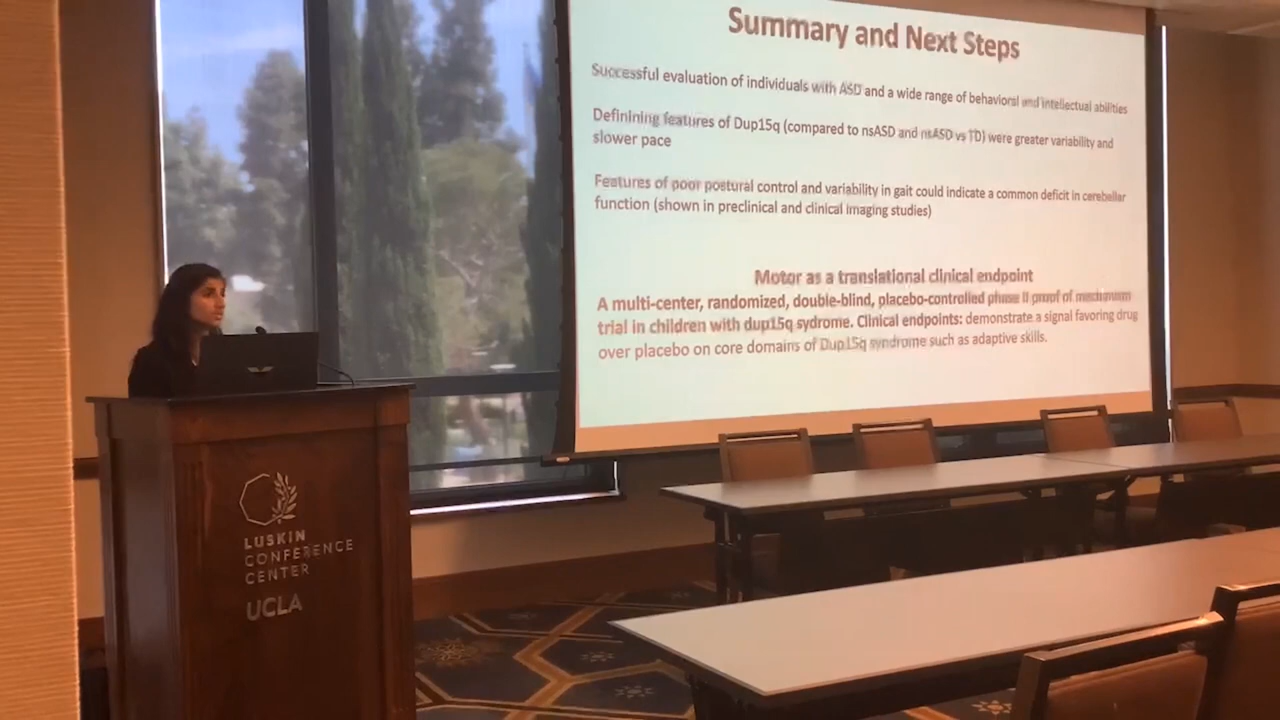 Summary and Next Steps
Successful evaluation of individuals with ASD and a wide range of behavioral and intellectual abilities
Definining features of Dup15q (compared to nsASD and nsASD vs TD) were greater variability and
slower pace
Features of poor postural control and variability in gait could indicate a common deficit in cerebellar
function (shown in preclinical and clinical imaging studies)
Motor as a translational clinical endpoint
A multi-center, randomized, double-blind, placebo-controlled phase II proof of mechanism
trial in children with dup15q sydrome. Clinical endpoints: demonstrate a signal favoring drug
over placebo on core domains of Dup15q syndrome such as adaptive skills.
LUSKIN
CONFERENCE
CENTER
UCLA